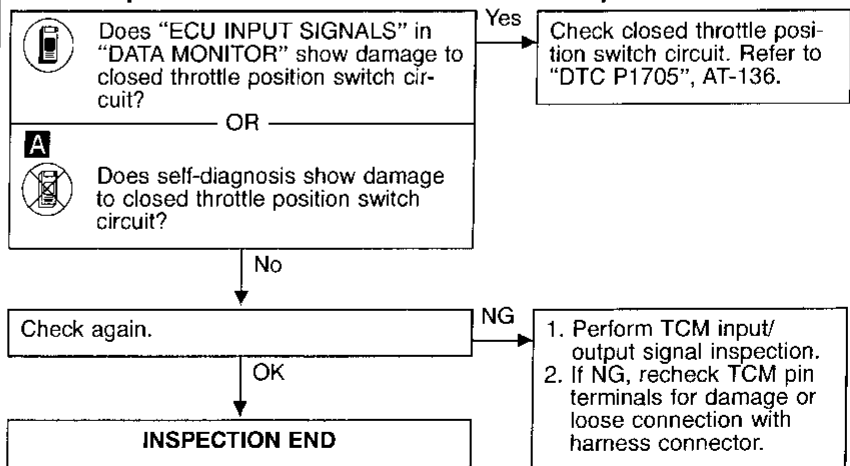 Does “ECU INPUT SIGNALS” in
“DATA MONITOR” show damage to
closed throttle position switch cir-
cuit?
OR
A
Does self-diagnosis show damage
to closed throttle position switch
circuit?
Yes
Check closed throttle posi-
tion switch circuit. Refer to
“DTC P1705”, AT-136.
No
Check again.
NG
1. Perform TCM input/
output signal inspection.
2. If NG, recheck TCM pin
terminals for damage or
loose connection with
harness connector.
OK
INSPECTION END